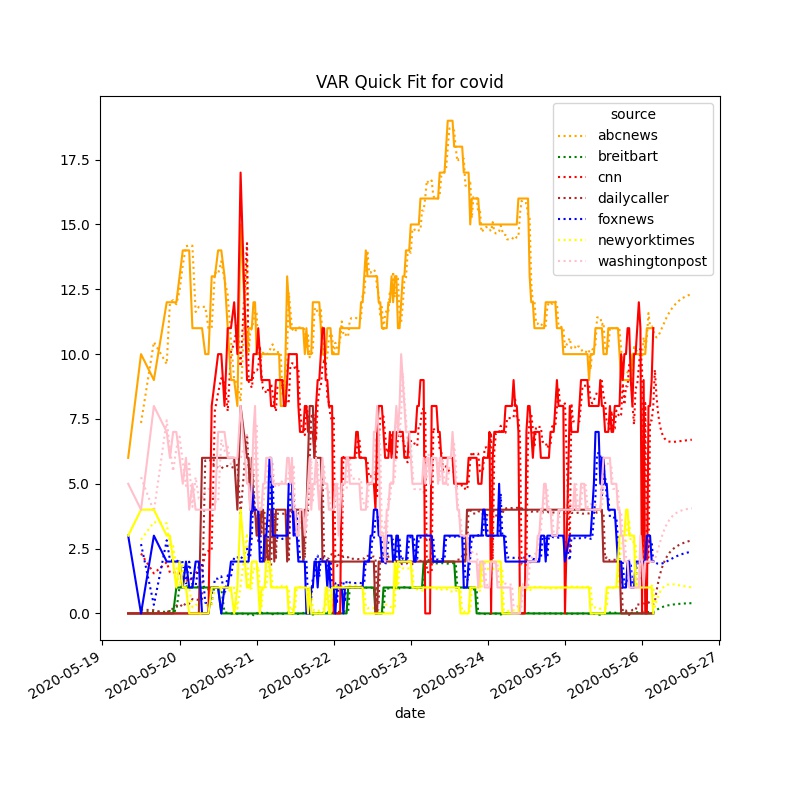 VAR Quick Fit for covid
source
abcnews
breitbart
cnn
dailycaller
foxnews
newyorktimes
washingtonpost
17.5
15.0
12.5
10.0
7.5
5.0
2.5
0.0
2020-05-19
2020-05-20
2020-05-21
2020-05-22
2020-05-23
2020-05-24
2020-05-25
2020-05-26
2020-05-27
date